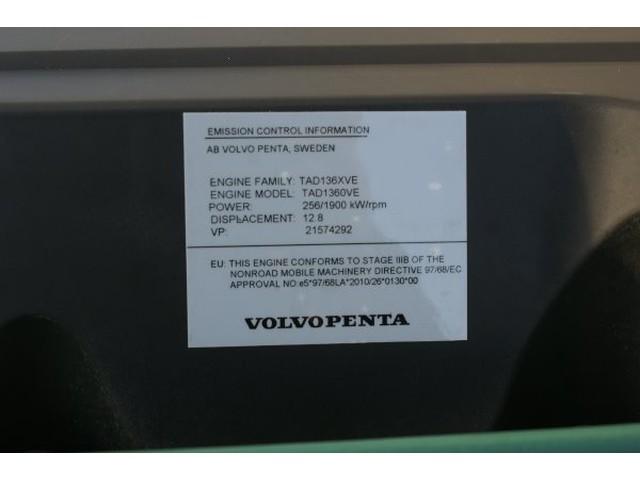 EMISSION CONTROL INFORMATION
AB VOLVO PENTA, SWEDEN
ENGINE FAMILY: TAD136XVE
ENGINE MODEL: TAD1360VE
POWER: 256/1900 kW/rpm
DISPLACEMENT: 12.8
VP: 21574292
EU: THIS ENGINE CONFORMS TO STAGE IIIB OF THE
NONROAD MOBILE MACHINERY DIRECTIVE 97/68/EC
APPROVAL NO e5*97/68LA*2010/26*0130*00
VOLVO PENTA